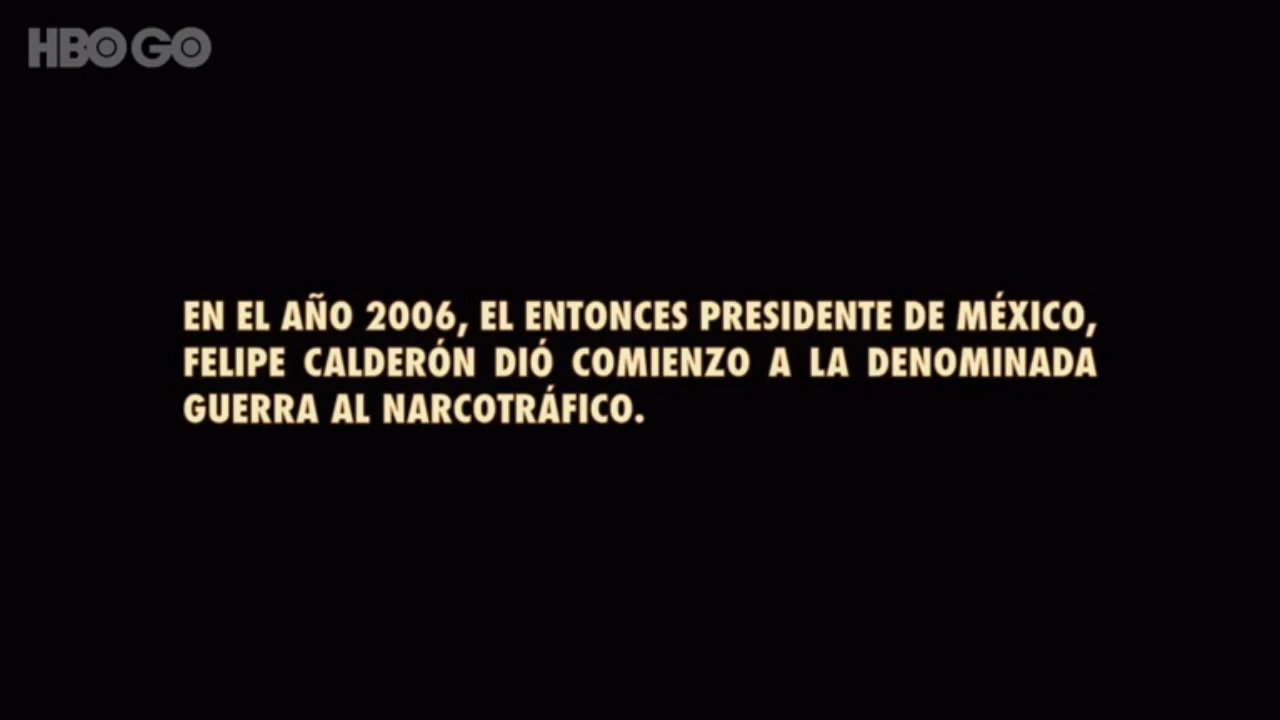 HBO GO
EN EL AÑO 2006, EL ENTONCES PRESIDENTE DE MÉXICO,
FELIPE CALDERÓN DIÓ COMIENZO A LA DENOMINADA
GUERRA AL NARCOTRÁFICO.